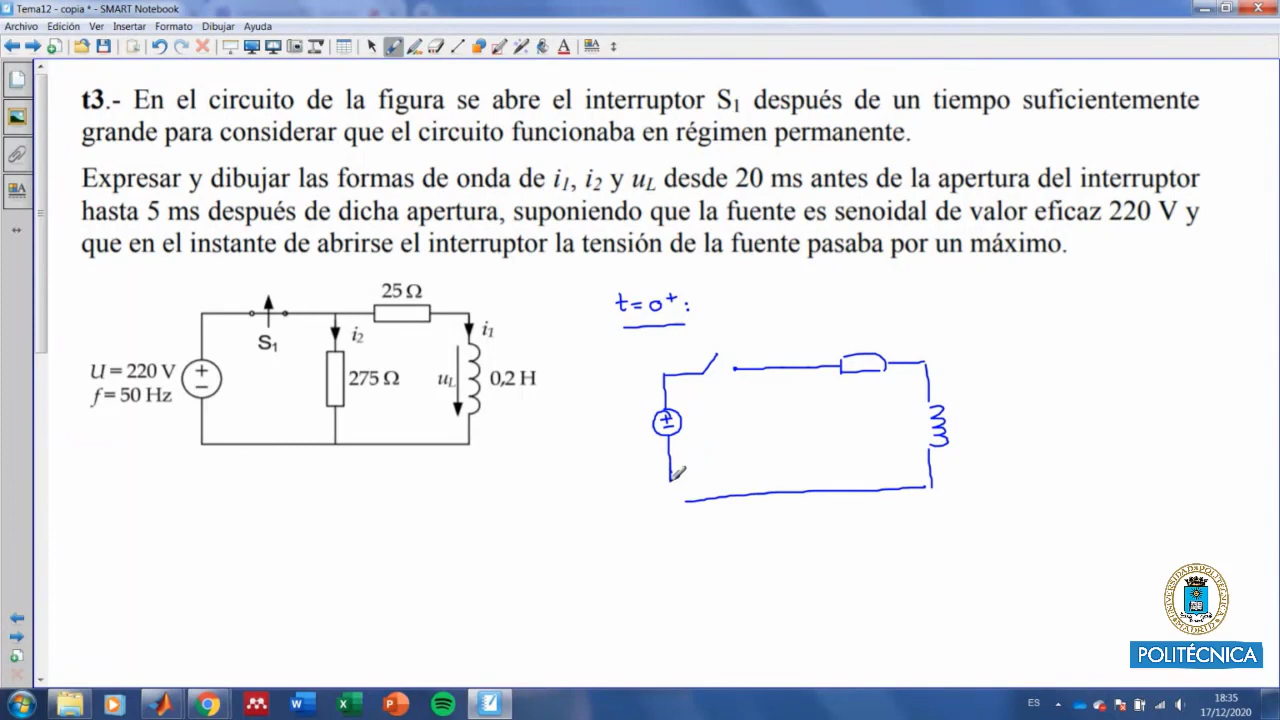 Tema12 - copia * - SMART Notebook
Archivo Edición Ver Insertar Formato Dibujar Ayuda
t3.- En el circuito de la figura se abre el interruptor S1 después de un tiempo suficientemente
grande para considerar que el circuito funcionaba en régimen permanente.
Expresar y dibujar las formas de onda de i1, i2 y uL desde 20 ms antes de la apertura del interruptor
hasta 5 ms después de dicha apertura, suponiendo que la fuente es senoidal de valor eficaz 220 V y
que en el instante de abrirse el interruptor la tensión de la fuente pasaba por un máximo.
25 Ω
S1
i2
i1
U = 220 V
f = 50 Hz
+
−
275 Ω
uL
0,2 H
t = 0+ :
+
−
POLITÉCNICA
ES
18:35
17/12/2020